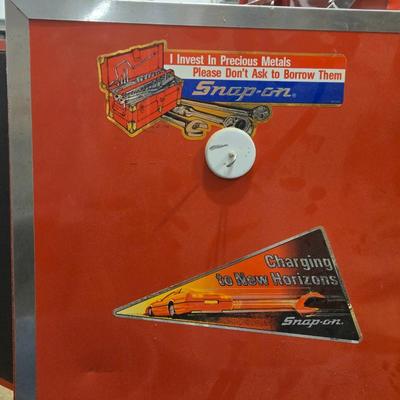 I Invest In Precious Metals
Please Don't Ask to Borrow Them
Snap-on®
Charging
to New Horizons
Snap-on.